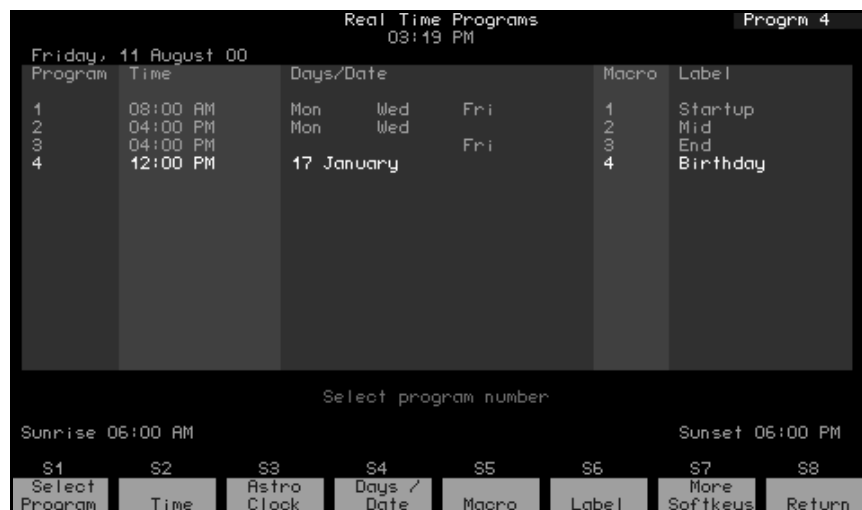 Real Time Programs Progrm 4
03:19 PM
Friday, 11 August 00
Program Time Days/Date Macro Label
1 08:00 AM Mon Wed Fri 1 Startup
2 04:00 PM Mon Wed 2 Mid
3 04:00 PM Fri 3 End
4 12:00 PM 17 January 4 Birthday
Select program number
Sunrise 06:00 AM Sunset 06:00 PM
S1 S2 S3 S4 S5 S6 S7 S8
Select Astro Days / More
Program Time Clock Date Macro Label Softkeys Return